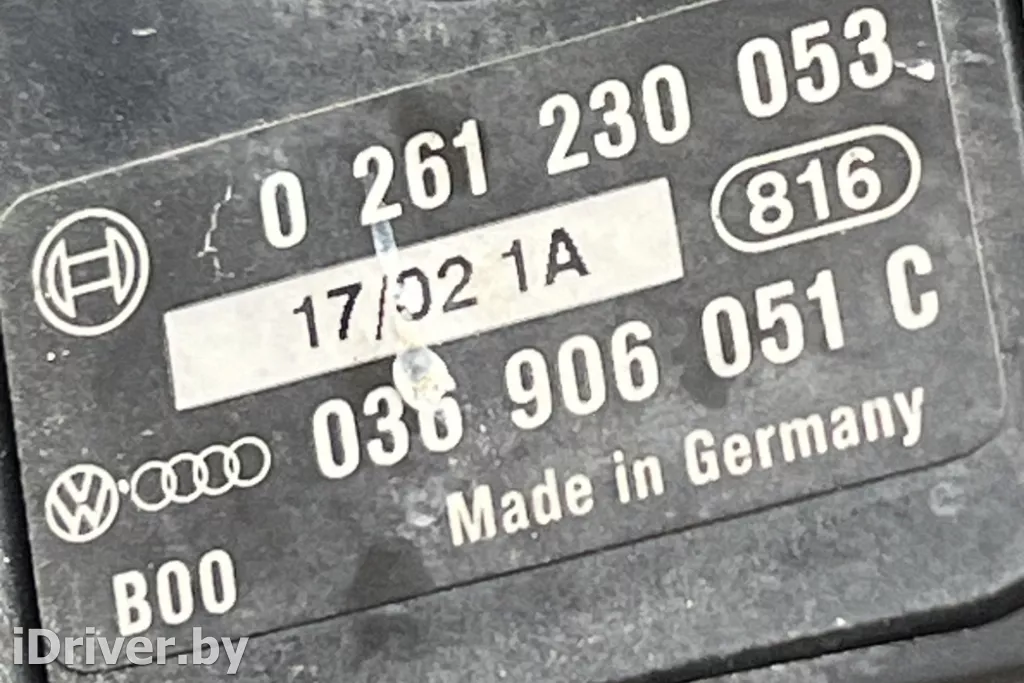 0 261 230 053
816
17/02 1A
036 906 051 C
Made in Germany
B00
iDriver.by